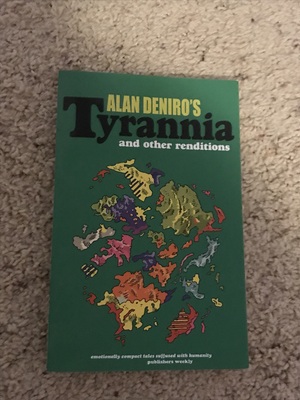 ALAN DENIRO'S
Tyrannia
and other renditions
emotionally compact tales suffused with humanity
publishers weekly